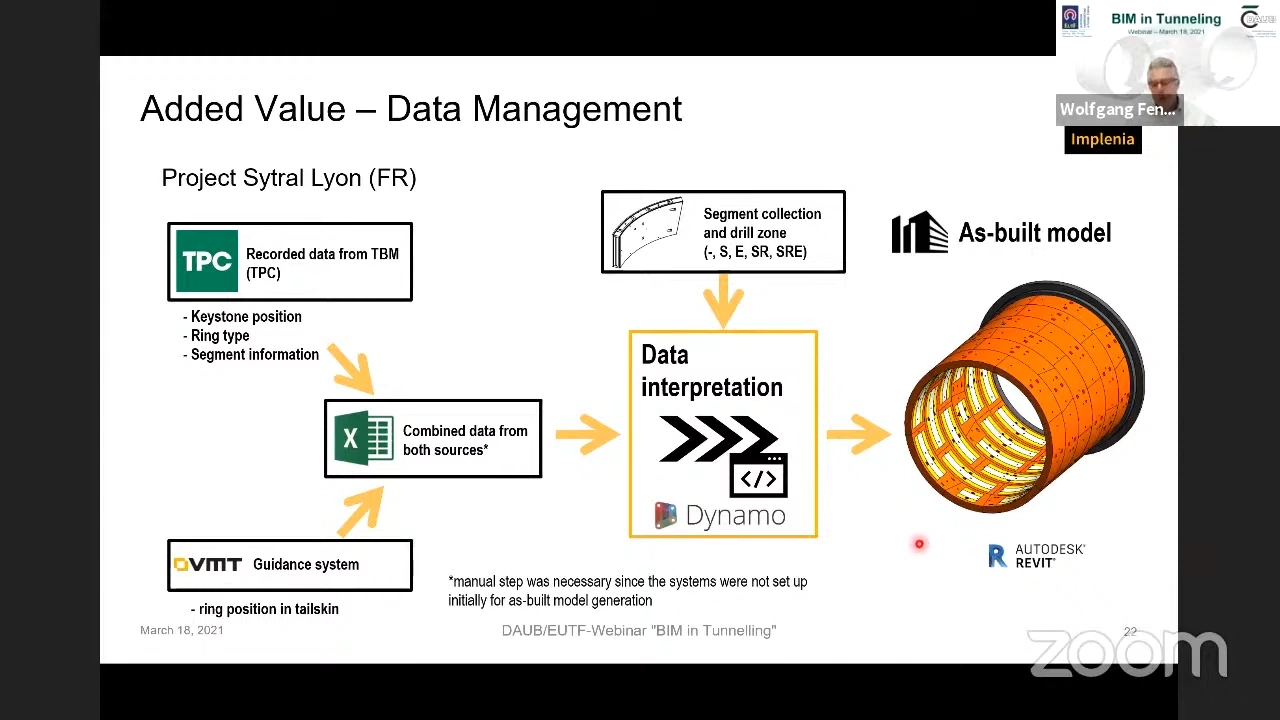 Added Value – Data Management
Project Sytral Lyon (FR)
TPC
Recorded data from TBM
(TPC)
- Keystone position
- Ring type
- Segment information
X
Combined data from
both sources*
VMT
Guidance system
- ring position in tailskin
Segment collection
and drill zone
(-, S, E, SR, SRE)
Data
interpretation
</>
Dynamo
As-built model
AUTODESK
REVIT
*manual step was necessary since the systems were not set up
initially for as-built model generation
March 18, 2021
DAUB/EUTF-Webinar "BIM in Tunnelling"
22
zoom
BIM in Tunneling
Webinar – March 18, 2021
DAUB
Wolfgang Fen...
Implenia